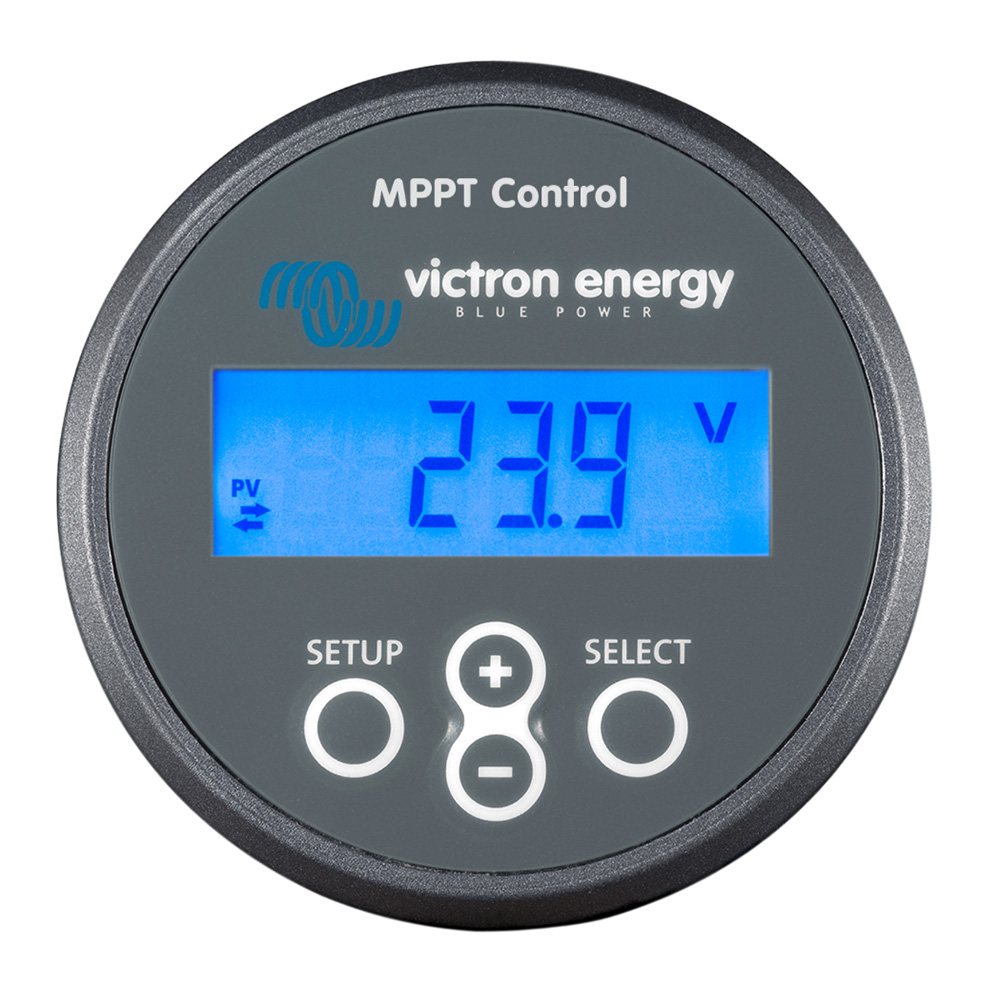 MPPT Control
victron energy
BLUE POWER
23.9 V
PV
SETUP + SELECT
-